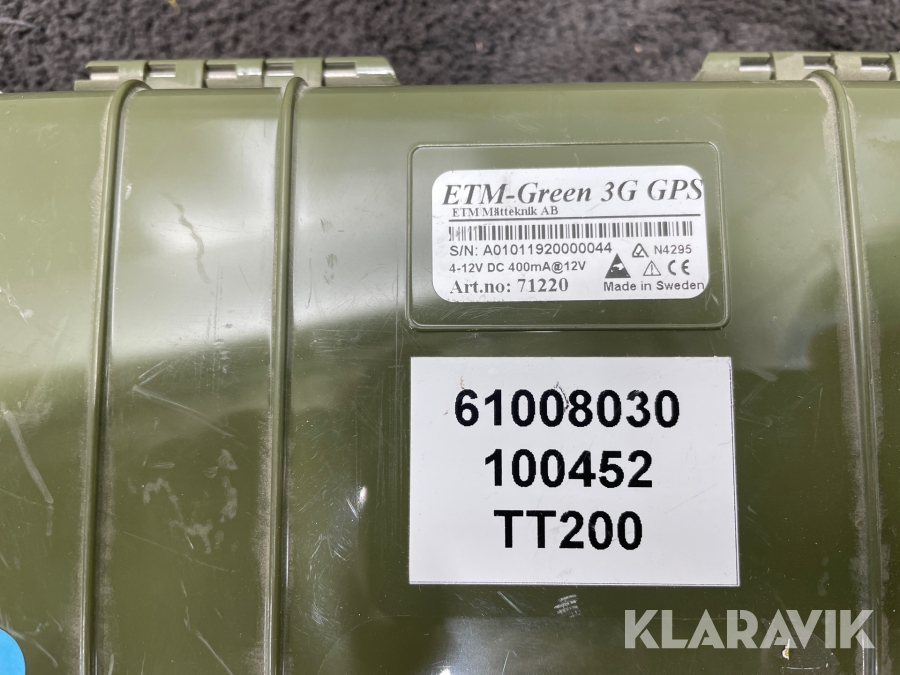 ETM-Green 3G GPS
ETM Mätteknik AB
S/N: A01011920000044
N4295
4-12V DC 400mA@12V
CE
Art.no: 71220
Made in Sweden
61008030
100452
TT200
KLARAVIK